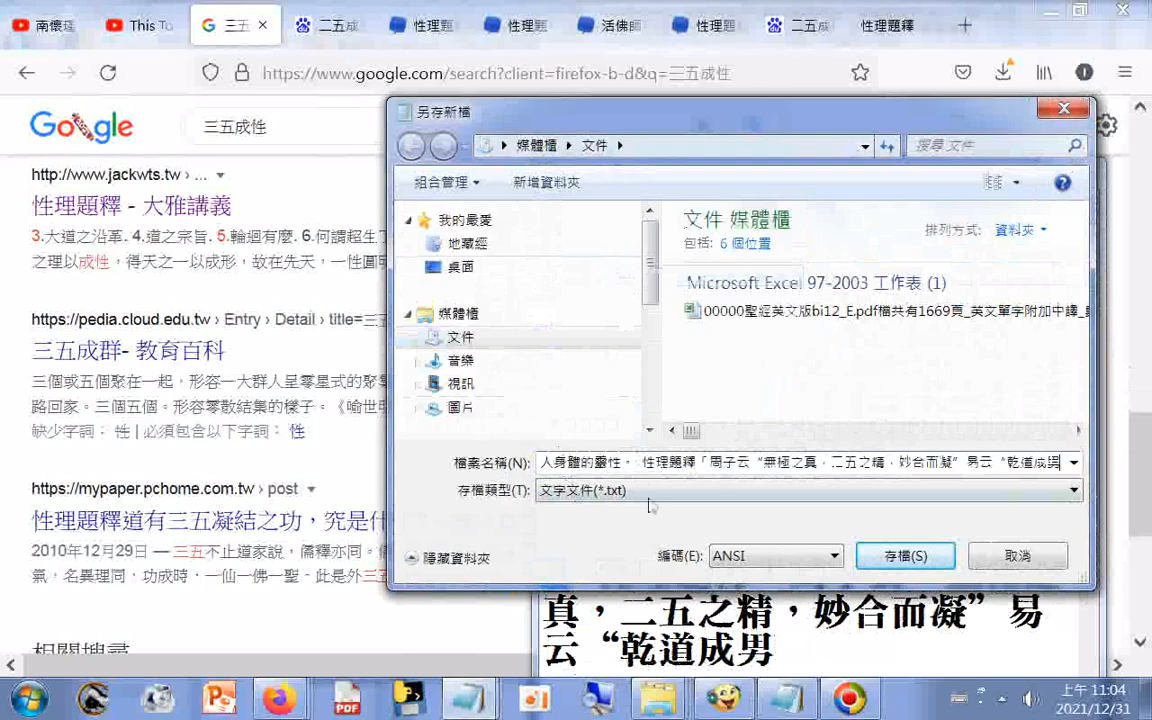 南懷瑾
This To
三五
二五成
性理題
性理題
活佛師
性理題
二五成
性理題釋
https://www.google.com/search?client=firefox-b-d&q=三五成性
Google
三五成性
http://www.jackwts.tw › ...
性理題釋 - 大雅講義
3.大道之沿革. 4.道之宗旨. 5.輪迴有麼. 6.何謂超生了
之理以成性，得天之一以成形，故在先天，一性圓明
https://pedia.cloud.edu.tw › Entry › Detail › title=三五
三五成群- 教育百科
三個或五個聚在一起，形容一大群人呈零星式的聚集
路回家。三個五個。形容零散結集的樣子。《喻世明
缺少字詞： 性 | 必須包含以下字詞： 性
https://mypaper.pchome.com.tw › post
性理題釋道有三五凝結之功，究是什
2010年12月29日 — 三五不止道家說，儒釋亦同。儒
氣，名異理同，功成時，一仙一佛一聖。此是外三五
相關搜尋
另存新檔
媒體櫃
文件
搜尋 文件
組合管理
新增資料夾
我的最愛
地藏經
桌面
媒體櫃
文件
音樂
視訊
圖片
文件 媒體櫃
包括: 6 個位置
排列方式:
資料夾
Microsoft Excel 97-2003 工作表 (1)
00000聖經英文版bi12_E.pdf檔共有1669頁_英文單字附加中譯_
檔案名稱(N):
人身體的靈性。 性理題釋「周子云“無極之真，二五之精，妙合而凝”易云“乾道成男
存檔類型(T):
文字文件(*.txt)
隱藏資料夾
編碼(E):
ANSI
存檔(S)
取消
真，二五之精，妙合而凝”易
云“乾道成男
上午 11:04
2021/12/31